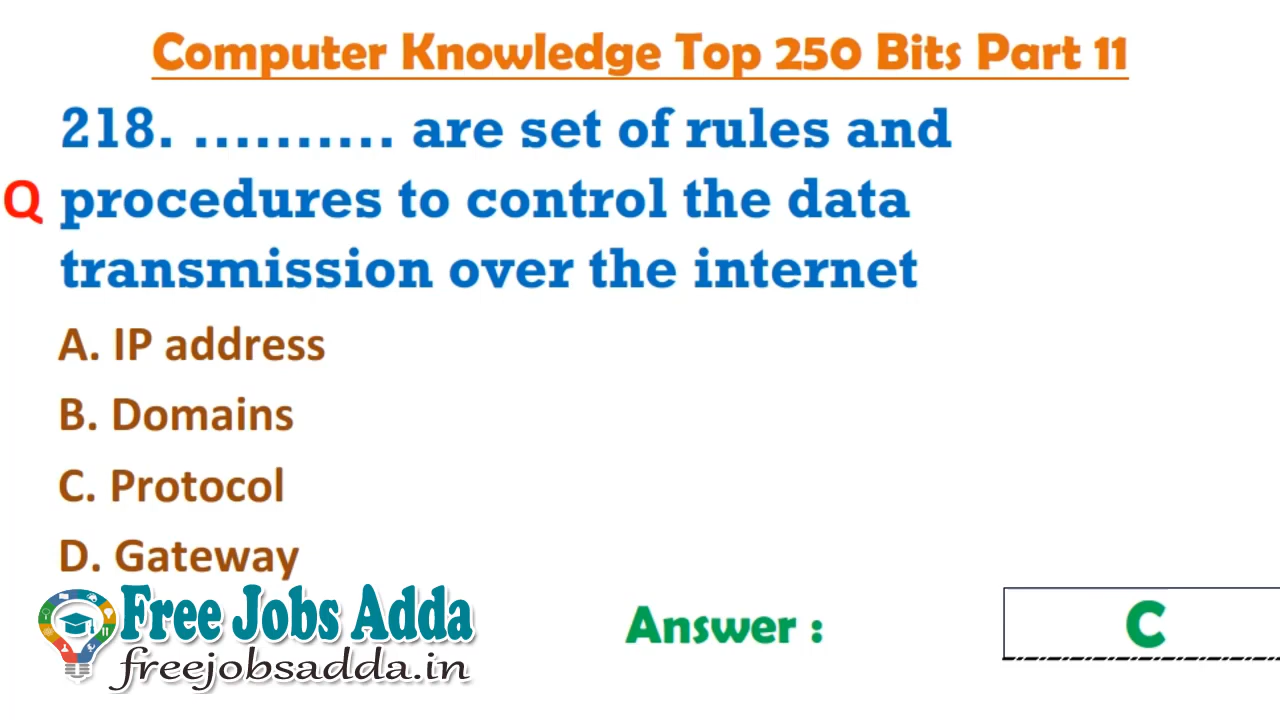 Computer Knowledge Top 250 Bits Part 11
218. .......... are set of rules and
Q procedures to control the data
transmission over the internet
A. IP address
B. Domains
C. Protocol
D. Gateway
Free Jobs Adda
freejobsadda.in
Answer : C